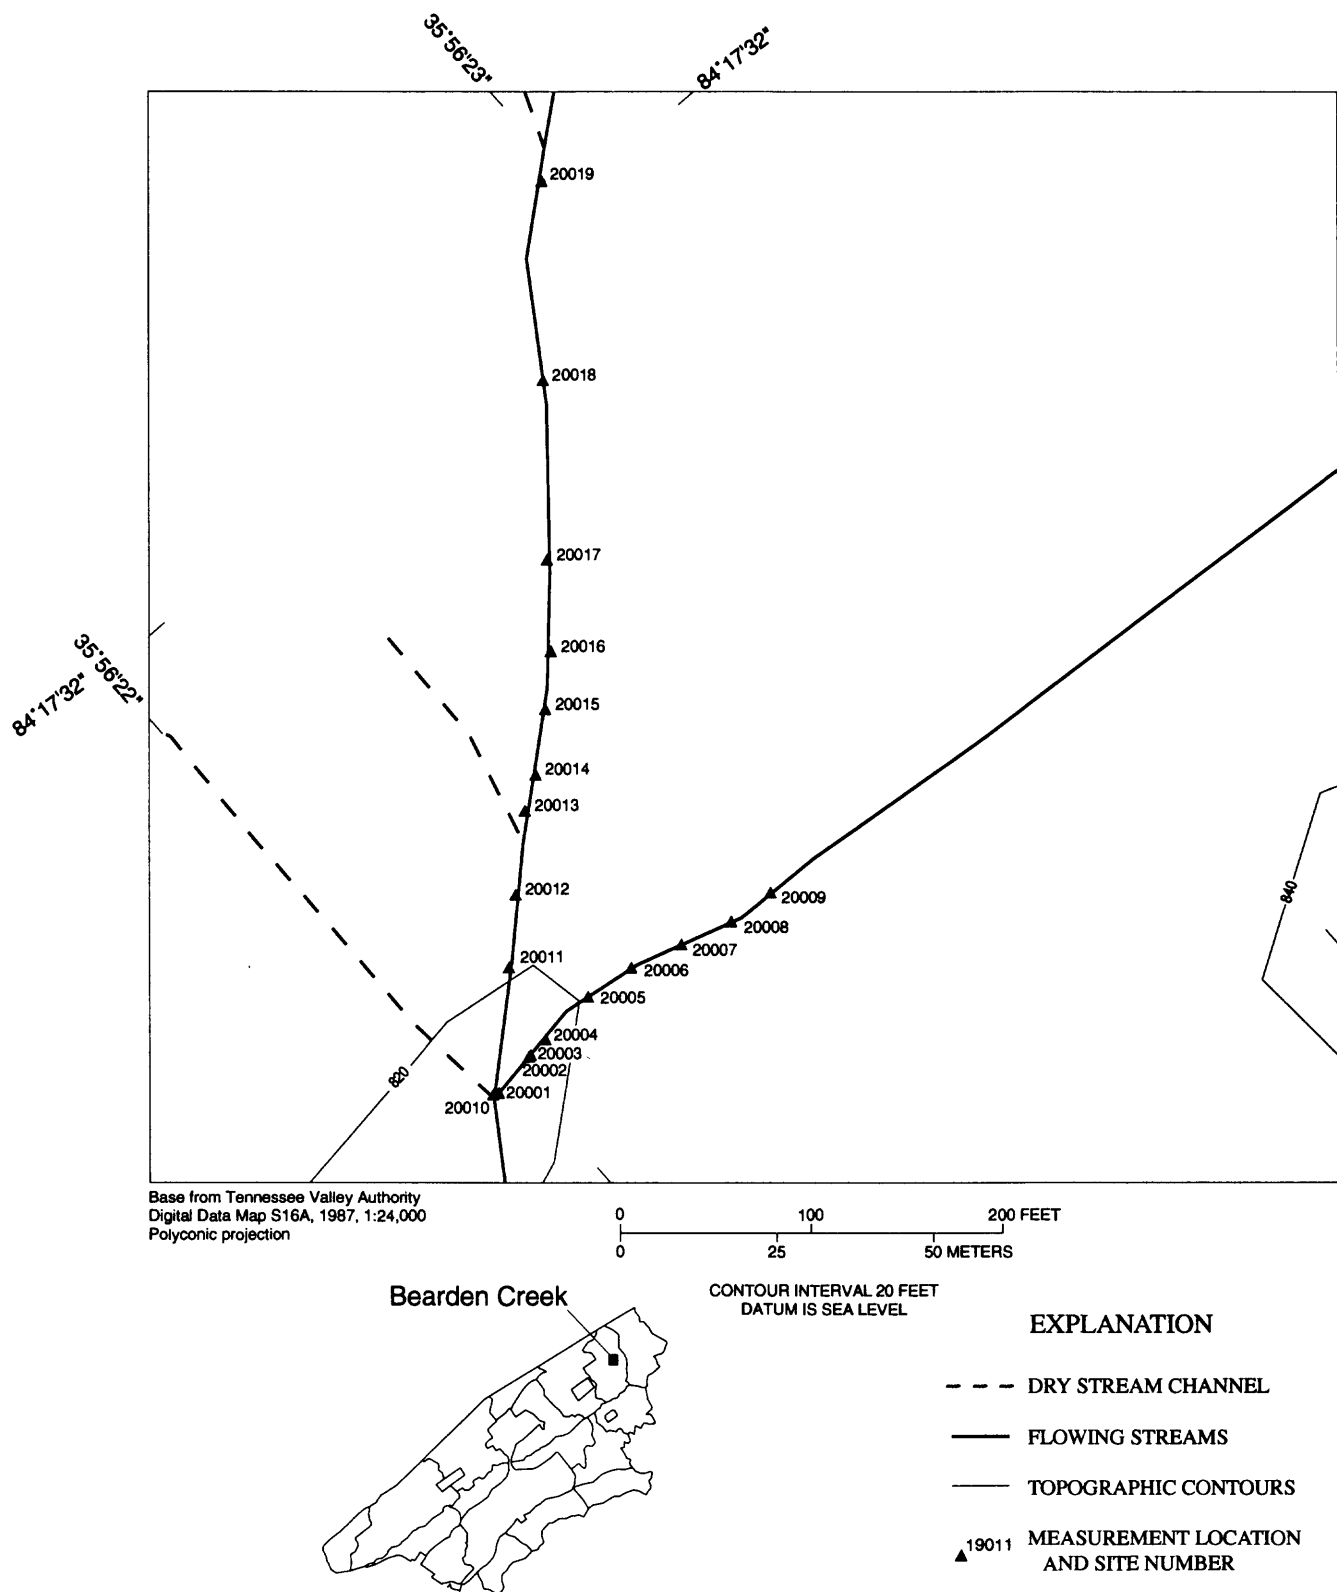 35°56'23"
84°17'32"
20019
20018
20017
20016
35°56'22"
84°17'32"
20015
20014
20013
20012
20009
840
20008
20007
20011
20006
20005
20004
20003
20002
820
20001
20010
Base from Tennessee Valley Authority
Digital Data Map S16A, 1987, 1:24,000
Polyconic projection
0 100 200 FEET
0 25 50 METERS
CONTOUR INTERVAL 20 FEET
DATUM IS SEA LEVEL
Bearden Creek
EXPLANATION
DRY STREAM CHANNEL
FLOWING STREAMS
TOPOGRAPHIC CONTOURS
19011 MEASUREMENT LOCATION
AND SITE NUMBER